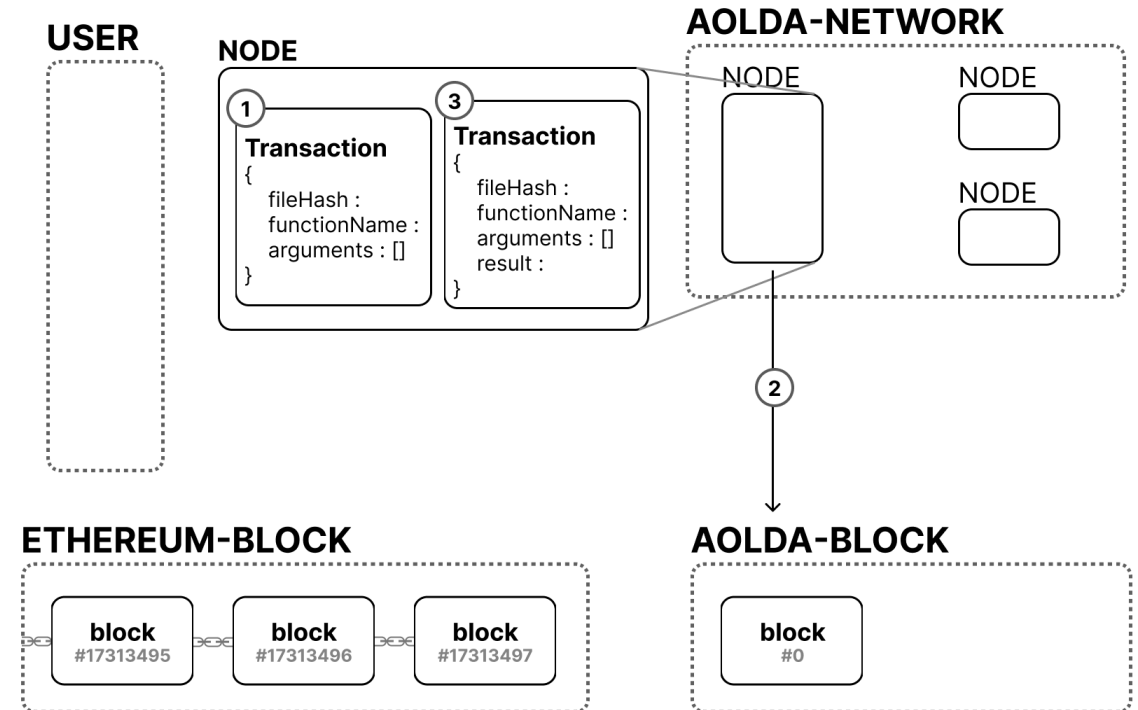 USER
NODE
1
Transaction
{
fileHash :
functionName :
arguments : []
}
3
Transaction
{
fileHash :
functionName :
arguments : []
result :
}
AOLDA-NETWORK
NODE
NODE
NODE
2
ETHEREUM-BLOCK
block
#17313495
block
#17313496
block
#17313497
AOLDA-BLOCK
block
#0